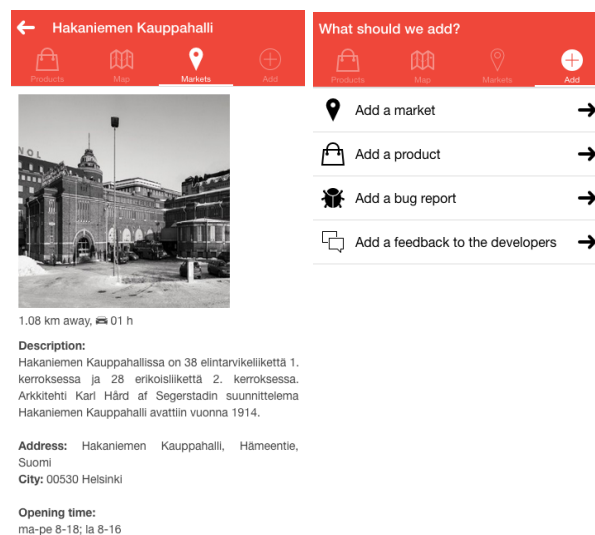 Hakaniemen Kauppahalli
Products
Map
Markets
Add
NOL
1.08 km away, 01 h
Description:
Hakaniemen Kauppahallissa on 38 elintarvikeliikettä 1.
kerroksessa ja 28 erikoisliikettä 2. kerroksessa.
Arkkitehti Karl Hård af Segerstadin suunnittelema
Hakaniemen Kauppahalli avattiin vuonna 1914.
Address: Hakaniemen Kauppahalli, Hämeentie,
Suomi
City: 00530 Helsinki
Opening time:
ma-pe 8-18; la 8-16
What should we add?
Products
Map
Markets
Add
Add a market
Add a product
Add a bug report
Add a feedback to the developers